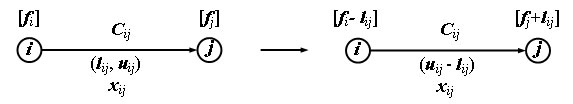 [fi] [fj] [fi- lij] [fj+lij]
Cij Cij
i j i j
(lij, uij) (uij - lij)
xij xij